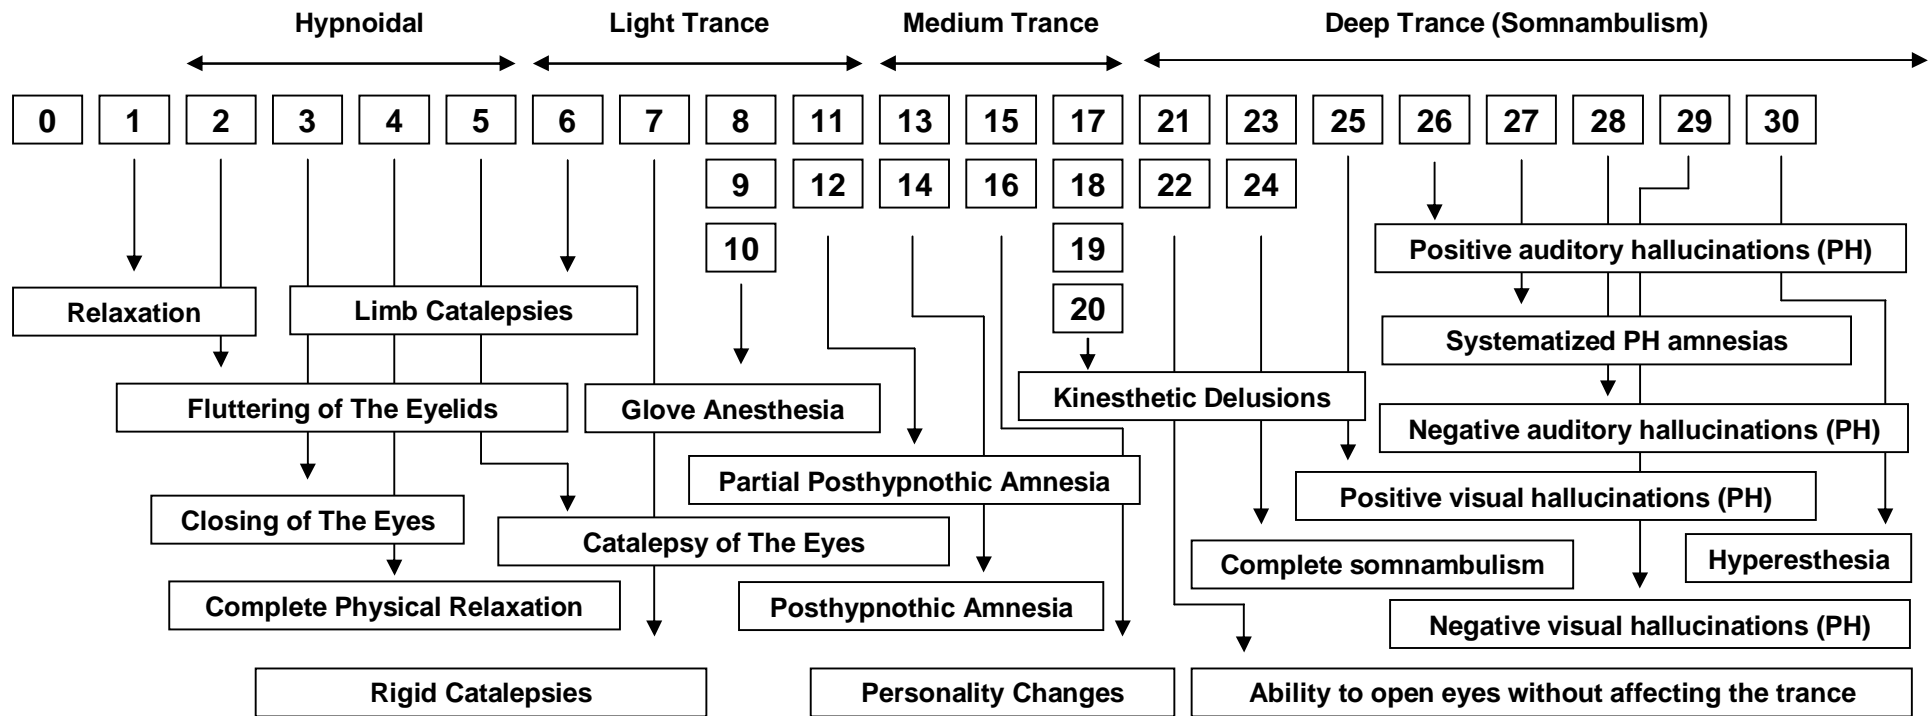 Hypnoidal Light Trance Medium Trance Deep Trance (Somnambulism)
0 1 2 3 4 5 6 7 8 11 13 15 17 21 23 25 26 27 28 29 30
9 12 14 16 18 22 24
10 19
20
Positive auditory hallucinations (PH)
Relaxation
Limb Catalepsies
Systematized PH amnesias
Fluttering of The Eyelids
Glove Anesthesia
Kinesthetic Delusions
Negative auditory hallucinations (PH)
Partial Posthypnothic Amnesia
Positive visual hallucinations (PH)
Closing of The Eyes
Catalepsy of The Eyes
Complete somnambulism
Hyperesthesia
Complete Physical Relaxation
Posthypnothic Amnesia
Negative visual hallucinations (PH)
Rigid Catalepsies
Personality Changes
Ability to open eyes without affecting the trance